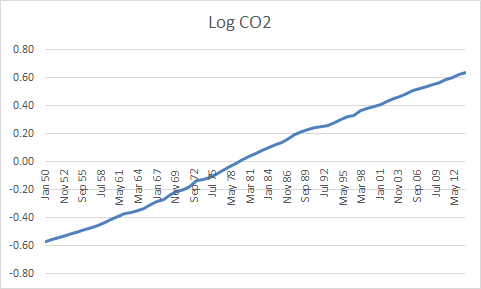 Log CO2
0.80
0.60
0.40
0.20
0.00
-0.20
-0.40
-0.60
-0.80
Jan 50
Nov 52
Sep 55
Jul 58
May 61
Mar 64
Jan 67
Nov 69
Sep 72
Jul 75
May 78
Mar 81
Jan 84
Nov 86
Sep 89
Jul 92
May 95
Mar 98
Jan 01
Nov 03
Sep 06
Jul 09
May 12